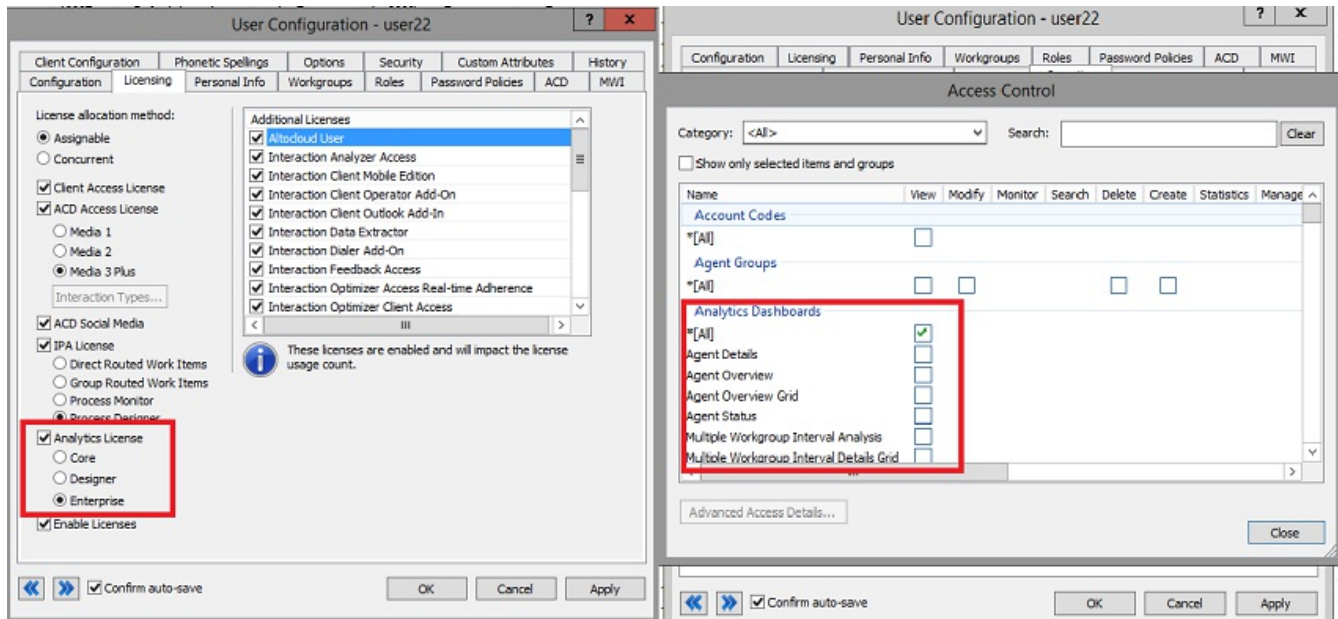 User Configuration - user22
? x
Client Configuration Phonetic Spellings Options Security Custom Attributes History
Configuration Licensing Personal Info Workgroups Roles Password Policies ACD MWI
License allocation method:
Assignable
Concurrent
Client Access License
ACD Access License
Media 1
Media 2
Media 3 Plus
Interaction Types...
ACD Social Media
IPA License
Direct Routed Work Items
Group Routed Work Items
Process Monitor
Process Designer
Analytics License
Core
Designer
Enterprise
Enable Licenses
Additional Licenses
Altocloud User
Interaction Analyzer Access
Interaction Client Mobile Edition
Interaction Client Operator Add-On
Interaction Client Outlook Add-In
Interaction Data Extractor
Interaction Dialer Add-On
Interaction Feedback Access
Interaction Optimizer Access Real-time Adherence
Interaction Optimizer Client Access
These licenses are enabled and will impact the license
usage count.
Confirm auto-save
OK Cancel Apply
User Configuration - user22
? x
Configuration Licensing Personal Info Workgroups Roles Password Policies ACD MWI
Access Control
Category: <All> Search: Clear
Show only selected items and groups
Name View Modify Monitor Search Delete Create Statistics Manage
Account Codes
*[All]
Agent Groups
*[All]
Analytics Dashboards
*[All]
Agent Details
Agent Overview
Agent Overview Grid
Agent Status
Multiple Workgroup Interval Analysis
Multiple Workgroup Interval Details Grid
Advanced Access Details...
Close
Confirm auto-save
OK Cancel Apply